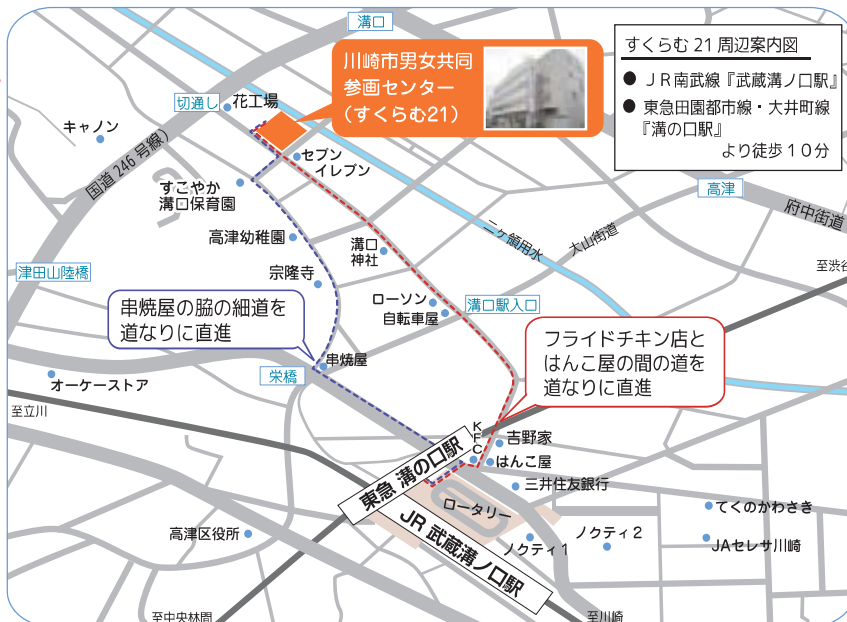 溝口
川崎市男女共同
参画センター
(すくらむ21)
すくらむ 21 周辺案内図
● ＪＲ南武線『武蔵溝ノ口駅』
● 東急田園都市線・大井町線
『溝の口駅』
より徒歩 １０分
切通し
花工場
キャノン
国道 246 号線)
セブン
イレブン
すこやか
溝口保育園
高津
府中街道
高津幼稚園
溝口
神社
二ヶ領用水
大山街道
至渋谷
津田山陸橋
宗隆寺
ローソン
自転車屋
溝口駅入口
串焼屋の脇の細道を
道なりに直進
フライドチキン店と
はんこ屋の間の道を
道なりに直進
串焼屋
栄橋
オーケーストア
至立川
KFC
吉野家
はんこ屋
東急 溝の口駅
三井住友銀行
ロータリー
てくのかわさき
高津区役所
JR 武蔵溝ノ口駅
ノクティ1
ノクティ2
JAセレサ川崎
至中央林間
至川崎